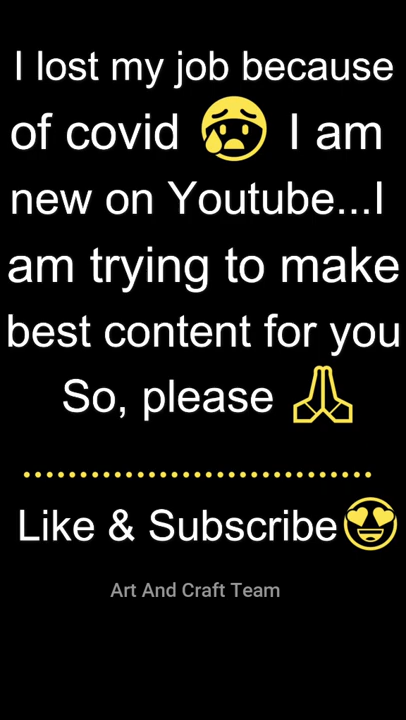 I lost my job because
of covid 😰 I am
new on Youtube...I
am trying to make
best content for you
So, please 🙏
...............................
Like & Subscribe😍
Art And Craft Team